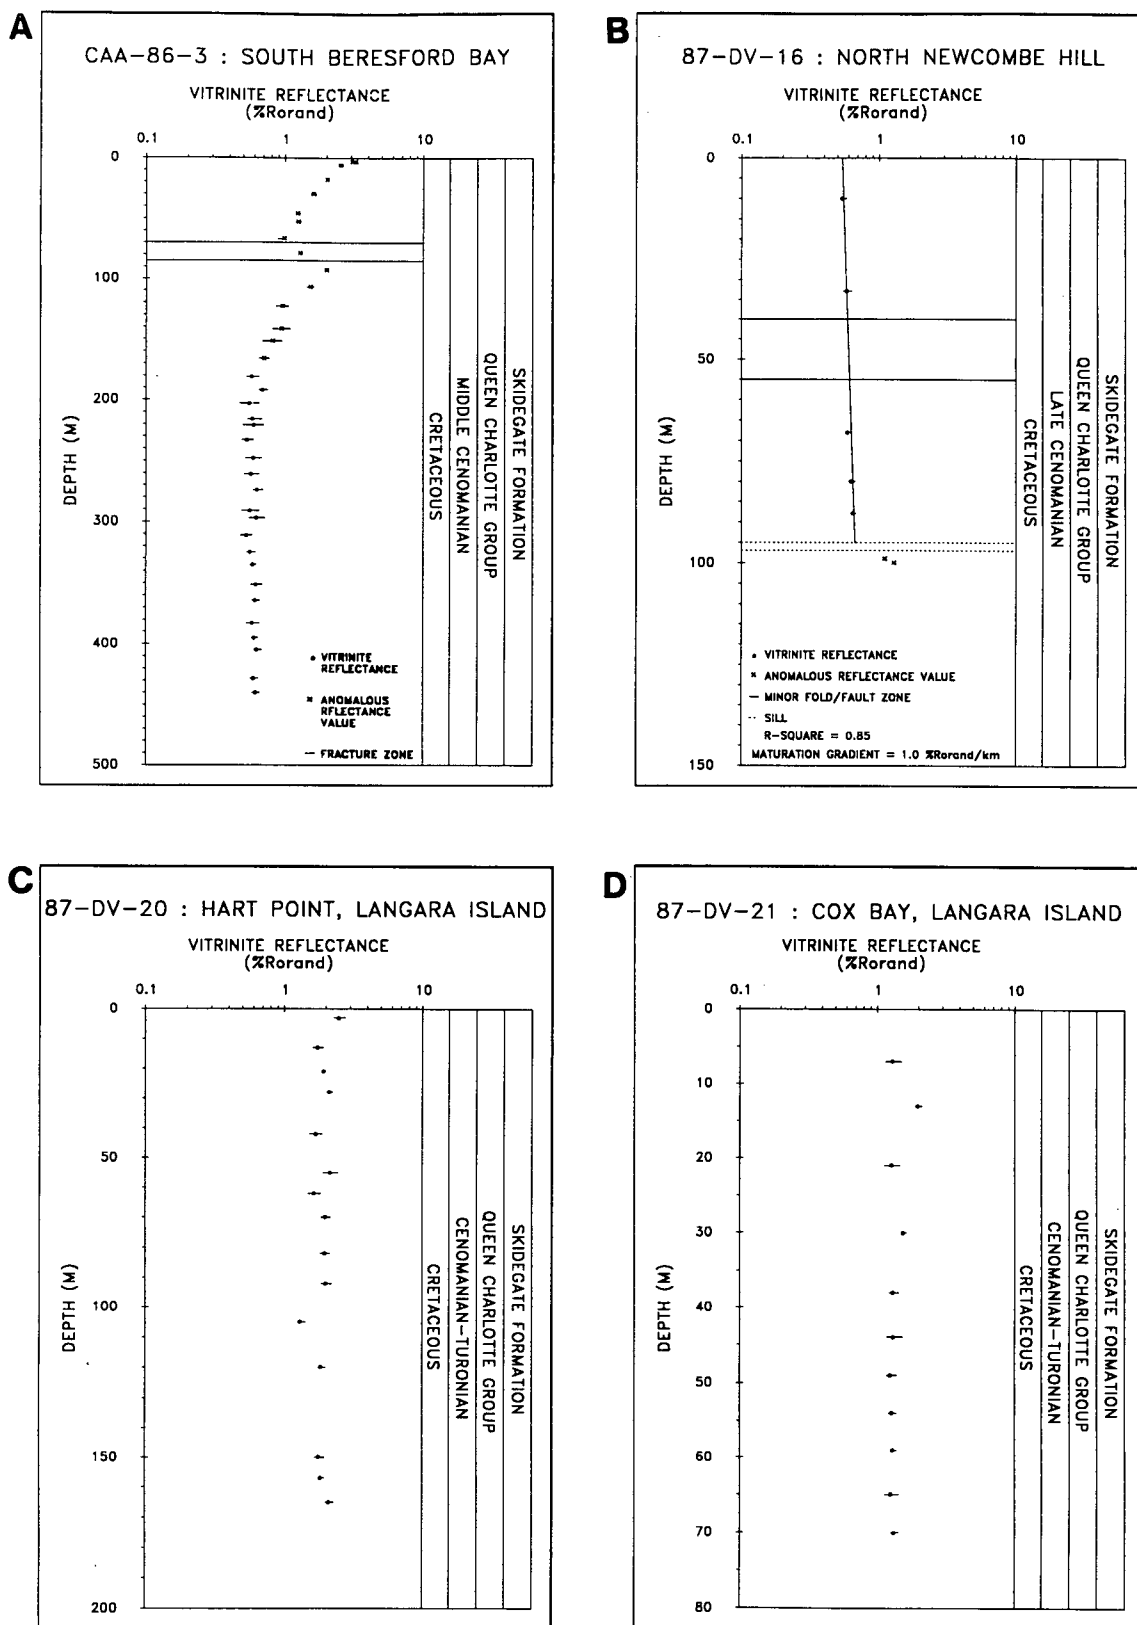 A
CAA-86-3 : SOUTH BERESFORD BAY
VITRINITE REFLECTANCE
(%Rorand)
0.1 1 10
0
100
200
300
400
500
DEPTH (M)
CRETACEOUS
MIDDLE CENOMANIAN
QUEEN CHARLOTTE GROUP
SKIDEGATE FORMATION
VITRINITE
REFLECTANCE
ANOMALOUS
RFLECTANCE
VALUE
FRACTURE ZONE
B
87-DV-16 : NORTH NEWCOMBE HILL
VITRINITE REFLECTANCE
(%Rorand)
0.1 1 10
0
50
100
150
DEPTH (M)
CRETACEOUS
LATE CENOMANIAN
QUEEN CHARLOTTE GROUP
SKIDEGATE FORMATION
VITRINITE REFLECTANCE
ANOMALOUS REFLECTANCE VALUE
MINOR FOLD/FAULT ZONE
SILL
R-SQUARE = 0.85
MATURATION GRADIENT = 1.0 %Rorand/km
C
87-DV-20 : HART POINT, LANGARA ISLAND
VITRINITE REFLECTANCE
(%Rorand)
0.1 1 10
0
50
100
150
200
DEPTH (M)
CRETACEOUS
CENOMANIAN-TURONIAN
QUEEN CHARLOTTE GROUP
SKIDEGATE FORMATION
D
87-DV-21 : COX BAY, LANGARA ISLAND
VITRINITE REFLECTANCE
(%Rorand)
0.1 1 10
0
10
20
30
40
50
60
70
80
DEPTH (M)
CRETACEOUS
CENOMANIAN-TURONIAN
QUEEN CHARLOTTE GROUP
SKIDEGATE FORMATION